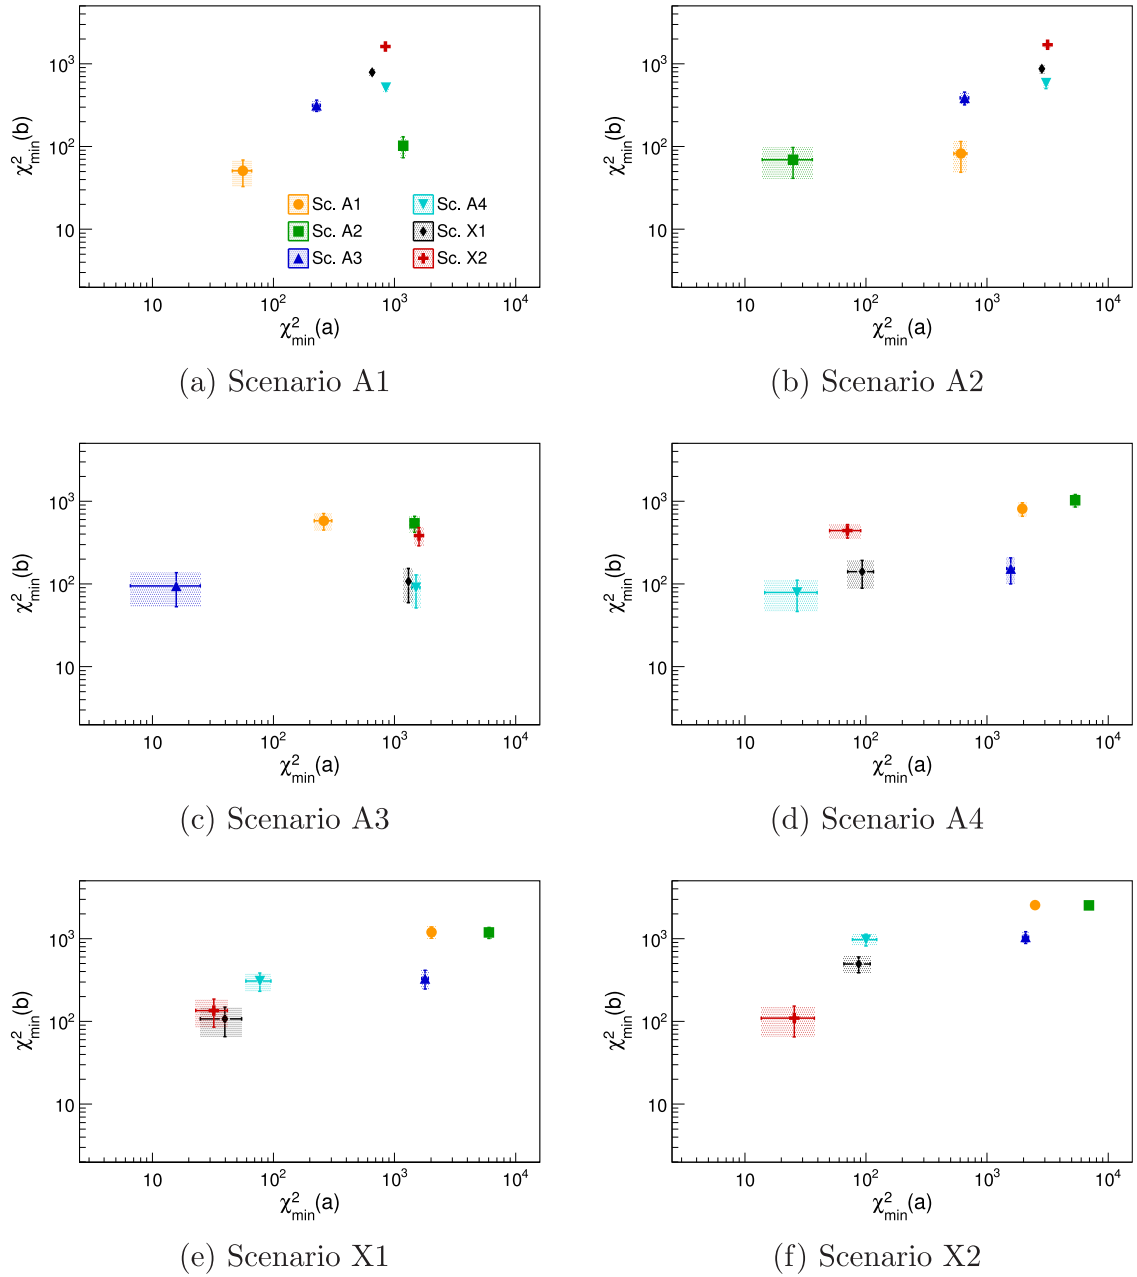 10³
10²
10
χ²min(b)
Sc. A1
Sc. A2
Sc. A3
Sc. A4
Sc. X1
Sc. X2
10 10² 10³ 10⁴
χ²min(a)
(a) Scenario A1
10³
10²
10
χ²min(b)
10 10² 10³ 10⁴
χ²min(a)
(b) Scenario A2
10³
10²
10
χ²min(b)
10 10² 10³ 10⁴
χ²min(a)
(c) Scenario A3
10³
10²
10
χ²min(b)
10 10² 10³ 10⁴
χ²min(a)
(d) Scenario A4
10³
10²
10
χ²min(b)
10 10² 10³ 10⁴
χ²min(a)
(e) Scenario X1
10³
10²
10
χ²min(b)
10 10² 10³ 10⁴
χ²min(a)
(f) Scenario X2